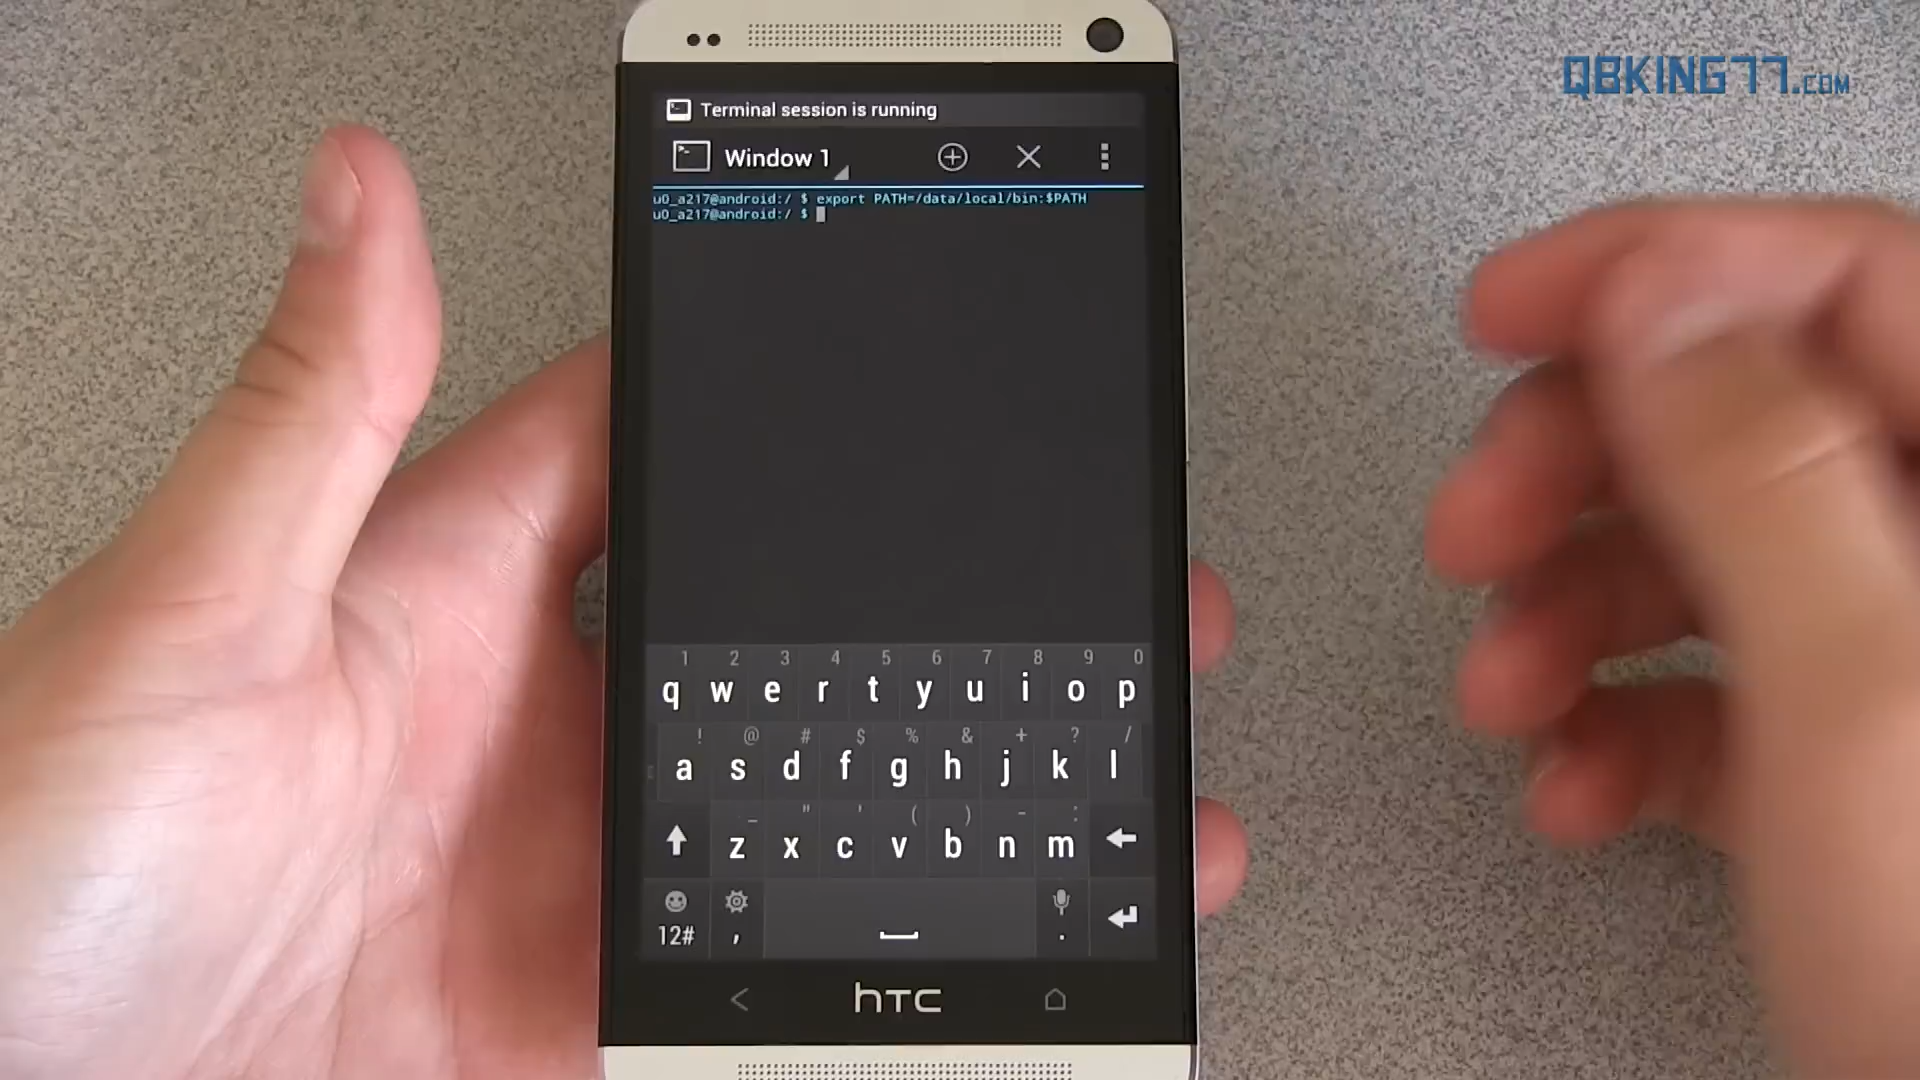 QBKING77.COM
Terminal session is running
Window 1
u0_a217@android:/ $ export PATH=/data/local/bin:$PATH
u0_a217@android:/ $
1 2 3 4 5 6 7 8 9 0
q w e r t y u i o p
! @ # $ % & + ? /
a s d f g h j k l
_ " ' ( ) - :
z x c v b n m
12# , .
hTC